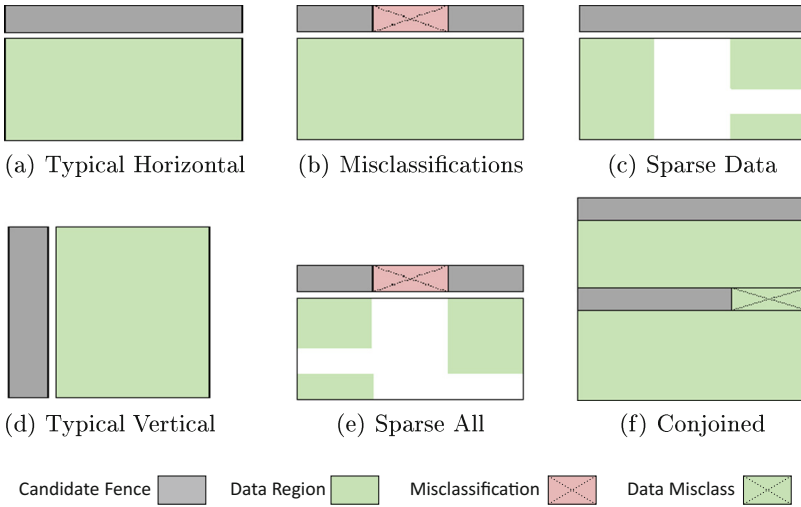 (a) Typical Horizontal
(b) Misclassifications
(c) Sparse Data
(d) Typical Vertical
(e) Sparse All
(f) Conjoined
Candidate Fence
Data Region
Misclassification
Data Misclass